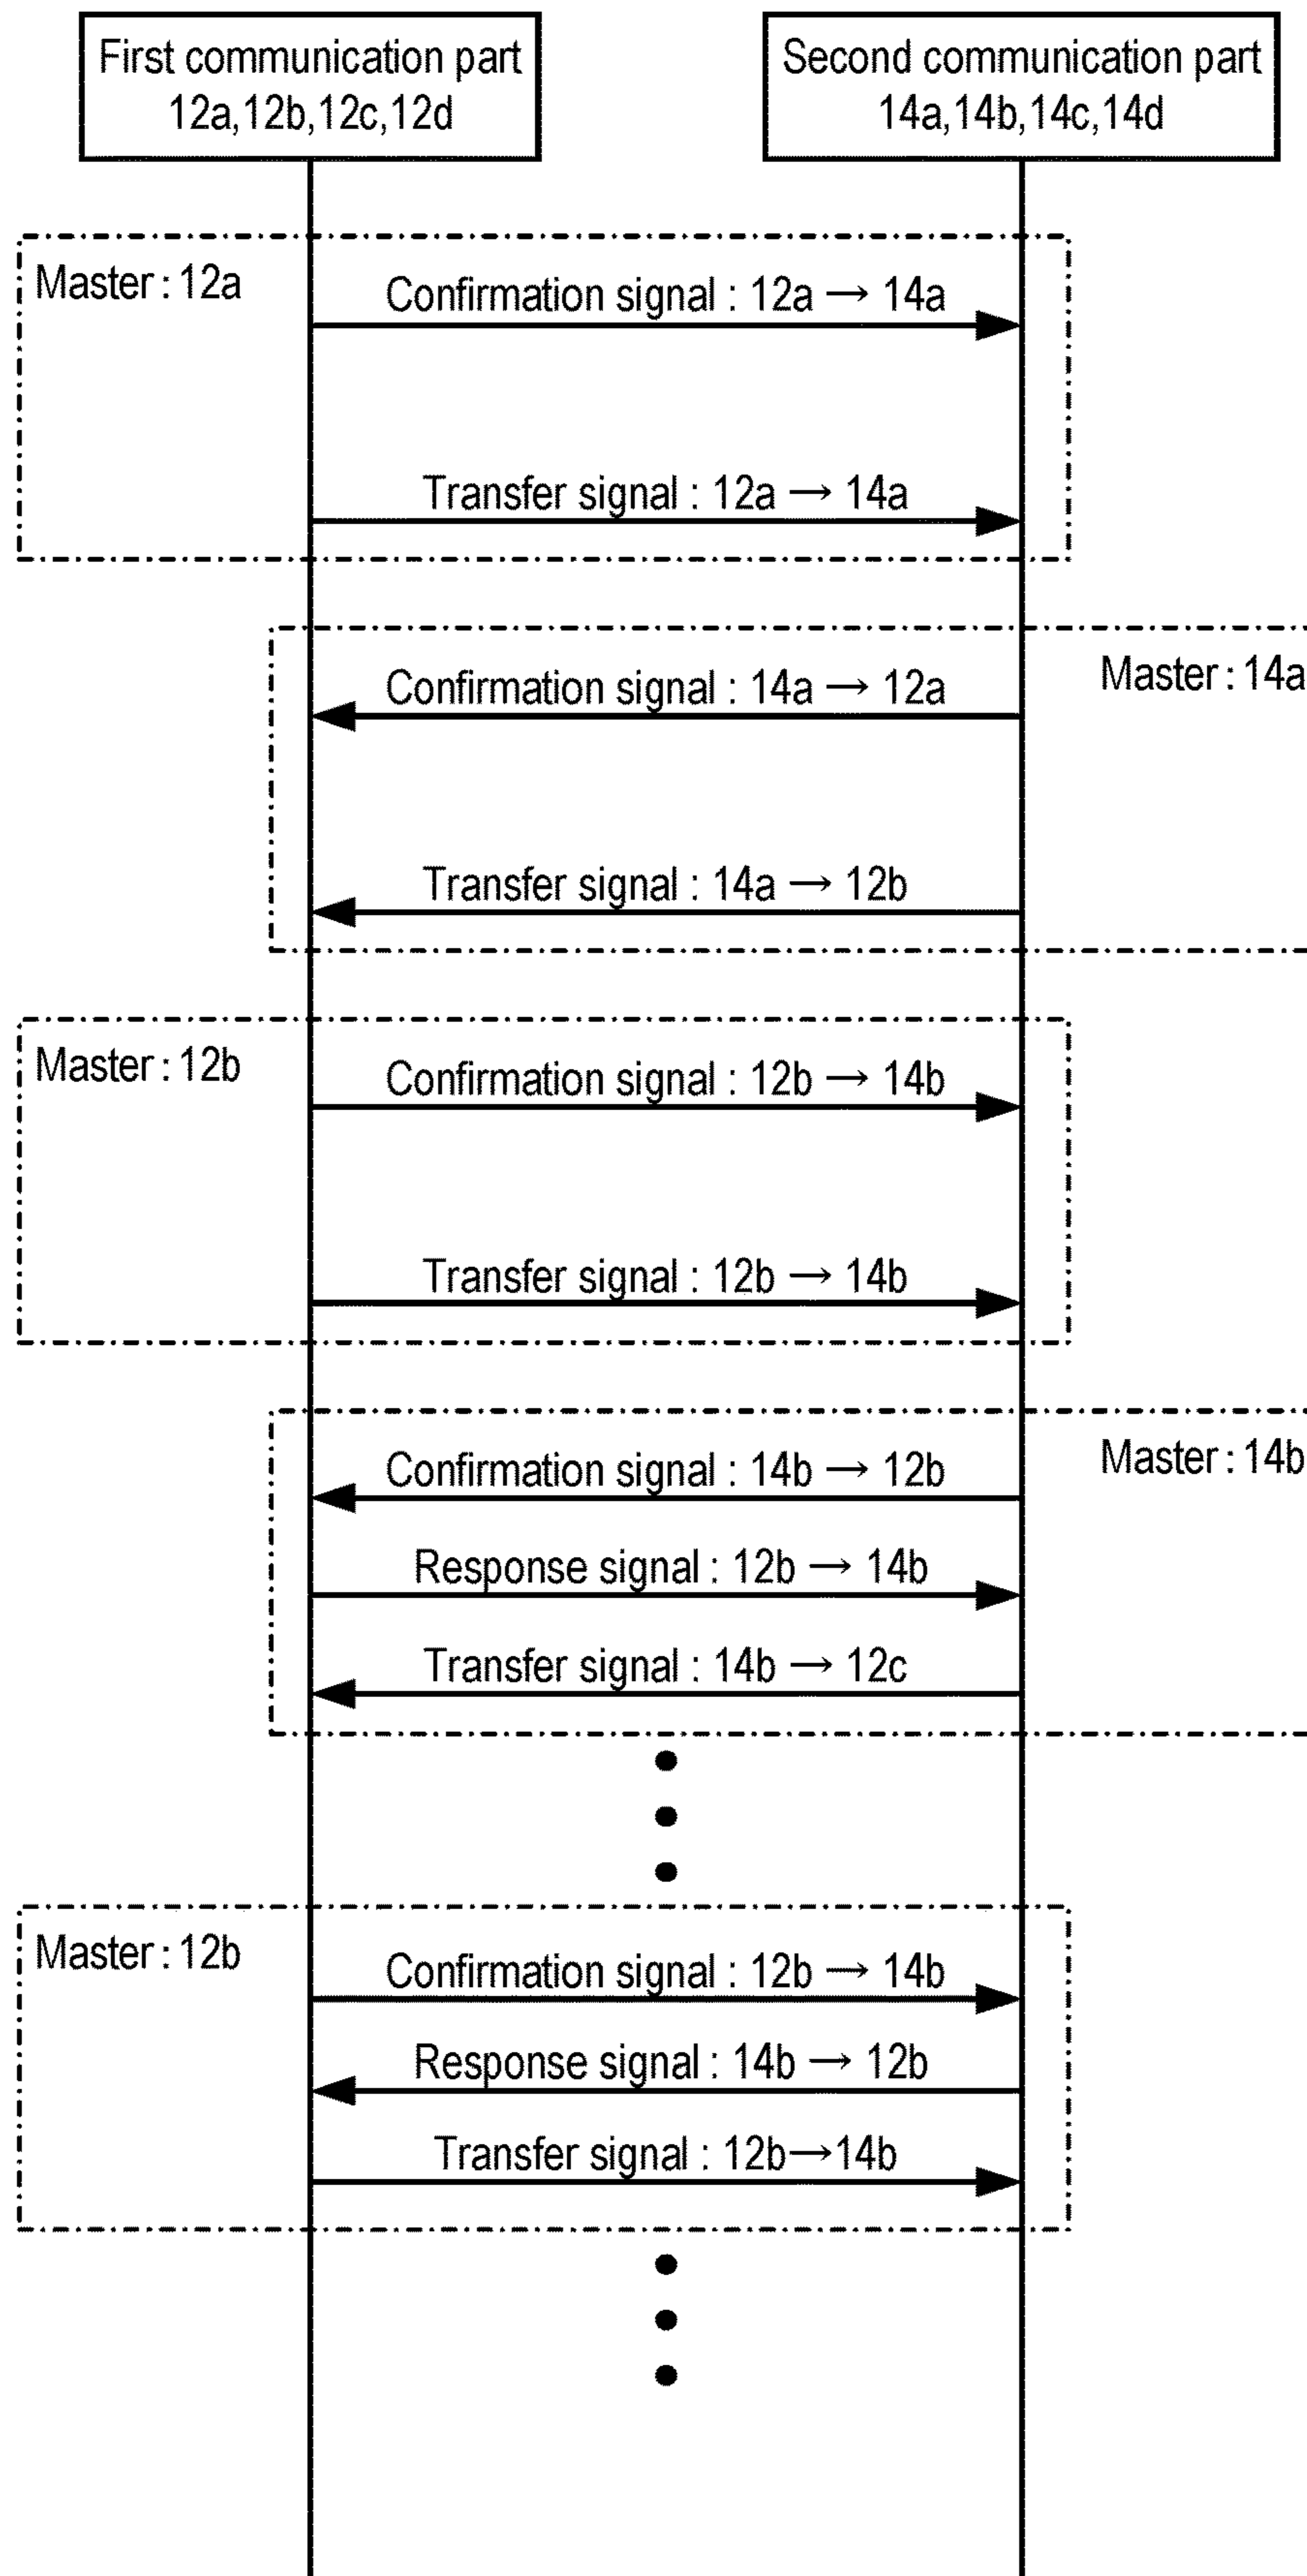 First communication part
12a,12b,12c,12d
Second communication part
14a,14b,14c,14d
Master : 12a
Confirmation signal : 12a → 14a
Transfer signal : 12a → 14a
Confirmation signal : 14a → 12a
Master : 14a
Transfer signal : 14a → 12b
Master : 12b
Confirmation signal : 12b → 14b
Transfer signal : 12b → 14b
Confirmation signal : 14b → 12b
Master : 14b
Response signal : 12b → 14b
Transfer signal : 14b → 12c
Master : 12b
Confirmation signal : 12b → 14b
Response signal : 14b → 12b
Transfer signal : 12b→14b